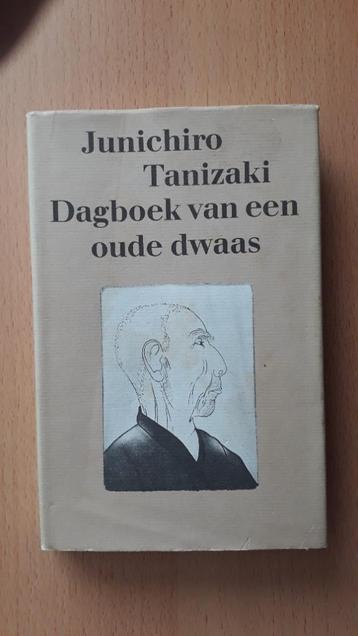 Junichiro
Tanizaki
Dagboek van een
oude dwaas